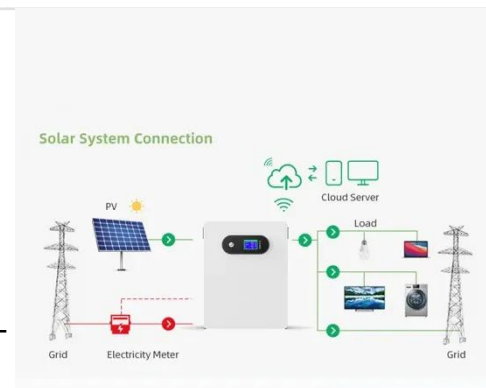 Solar System Connection
Cloud Server
PV
Load
Grid
Electricity Meter
Grid